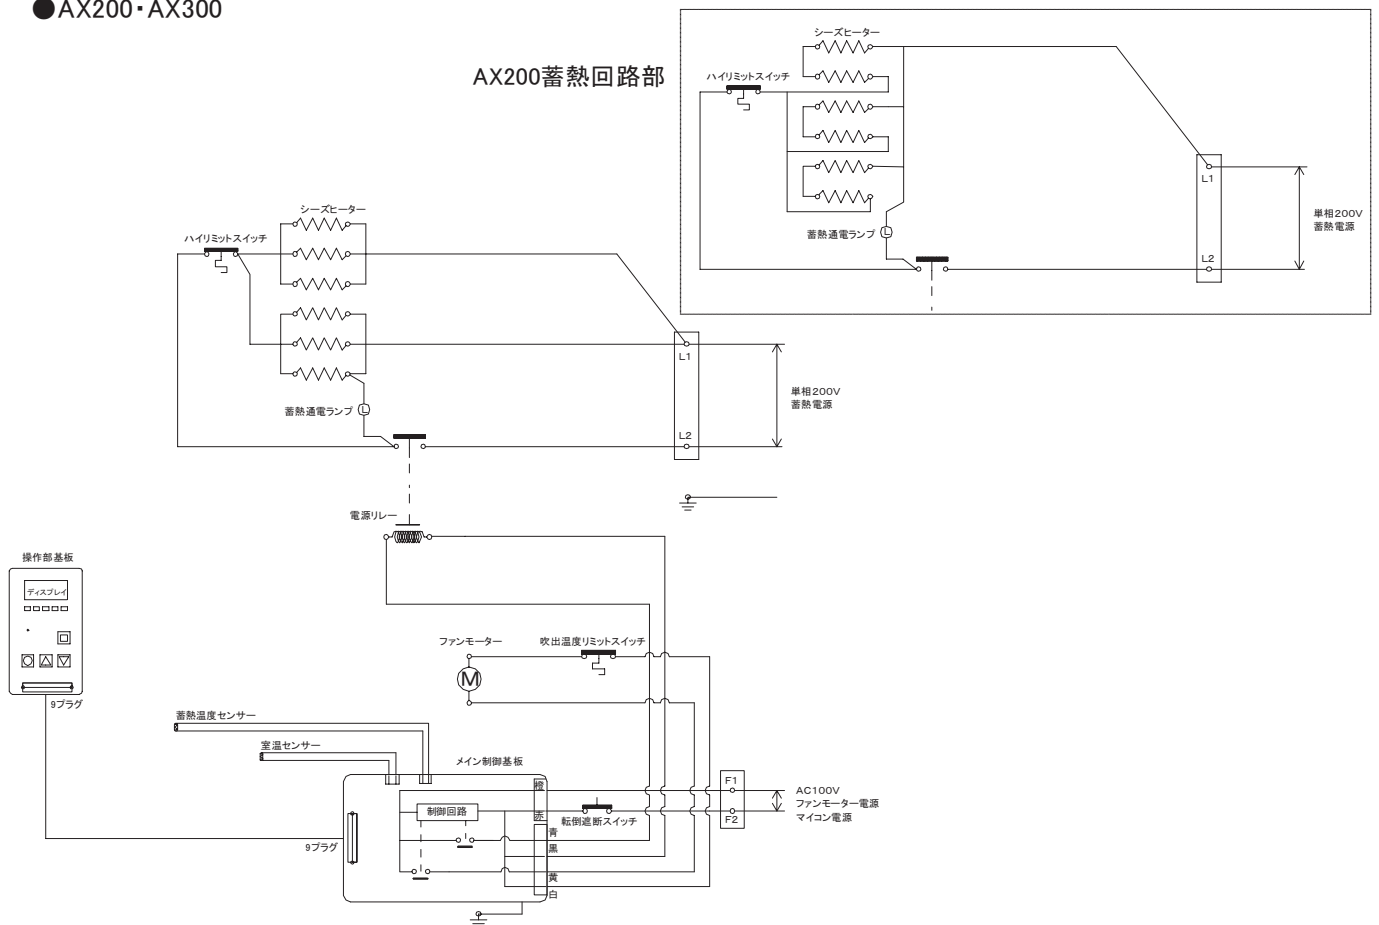 ●AX200・AX300
AX200蓄熱回路部
シーズヒーター
ハイリミットスイッチ
L1
単相200V
蓄熱電源
蓄熱通電ランプ
L
L2
シーズヒーター
ハイリミットスイッチ
L1
単相200V
蓄熱電源
蓄熱通電ランプ
L
L2
電源リレー
操作部基板
ディスプレイ
9プラグ
ファンモーター
吹出温度リミットスイッチ
M
蓄熱温度センサー
室温センサー
メイン制御基板
橙
F1
AC100V
ファンモーター電源
マイコン電源
制御回路
赤
転倒遮断スイッチ
F2
青
9プラグ
黒
黄
白